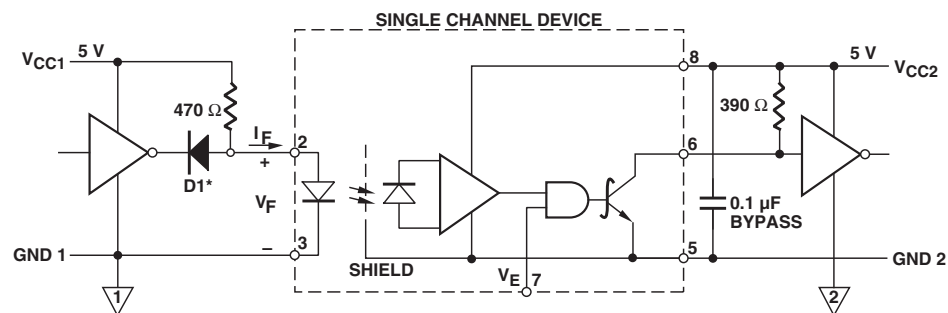 SINGLE CHANNEL DEVICE
VCC1 5 V
8
5 V VCC2
470 Ω
390 Ω
IF
2
6
+
D1*
VF
0.1 µF
BYPASS
–
3
5
GND 1
SHIELD
GND 2
VE 7
1
2